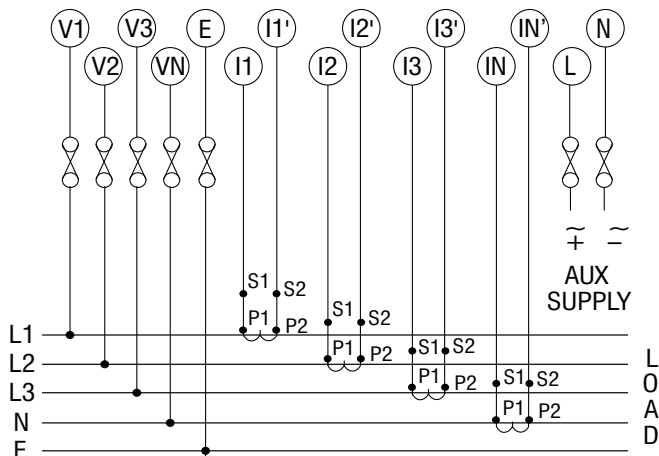 V1 V3 E I1' I2' I3' IN’ N
V2 VN I1 I2 I3 IN L
+ −
AUX
SUPPLY
S1 S2
P1 P2
S1 S2
P1 P2
S1 S2
P1 P2
S1 S2
P1 P2
L1
L2
L3
N
E
LOAD